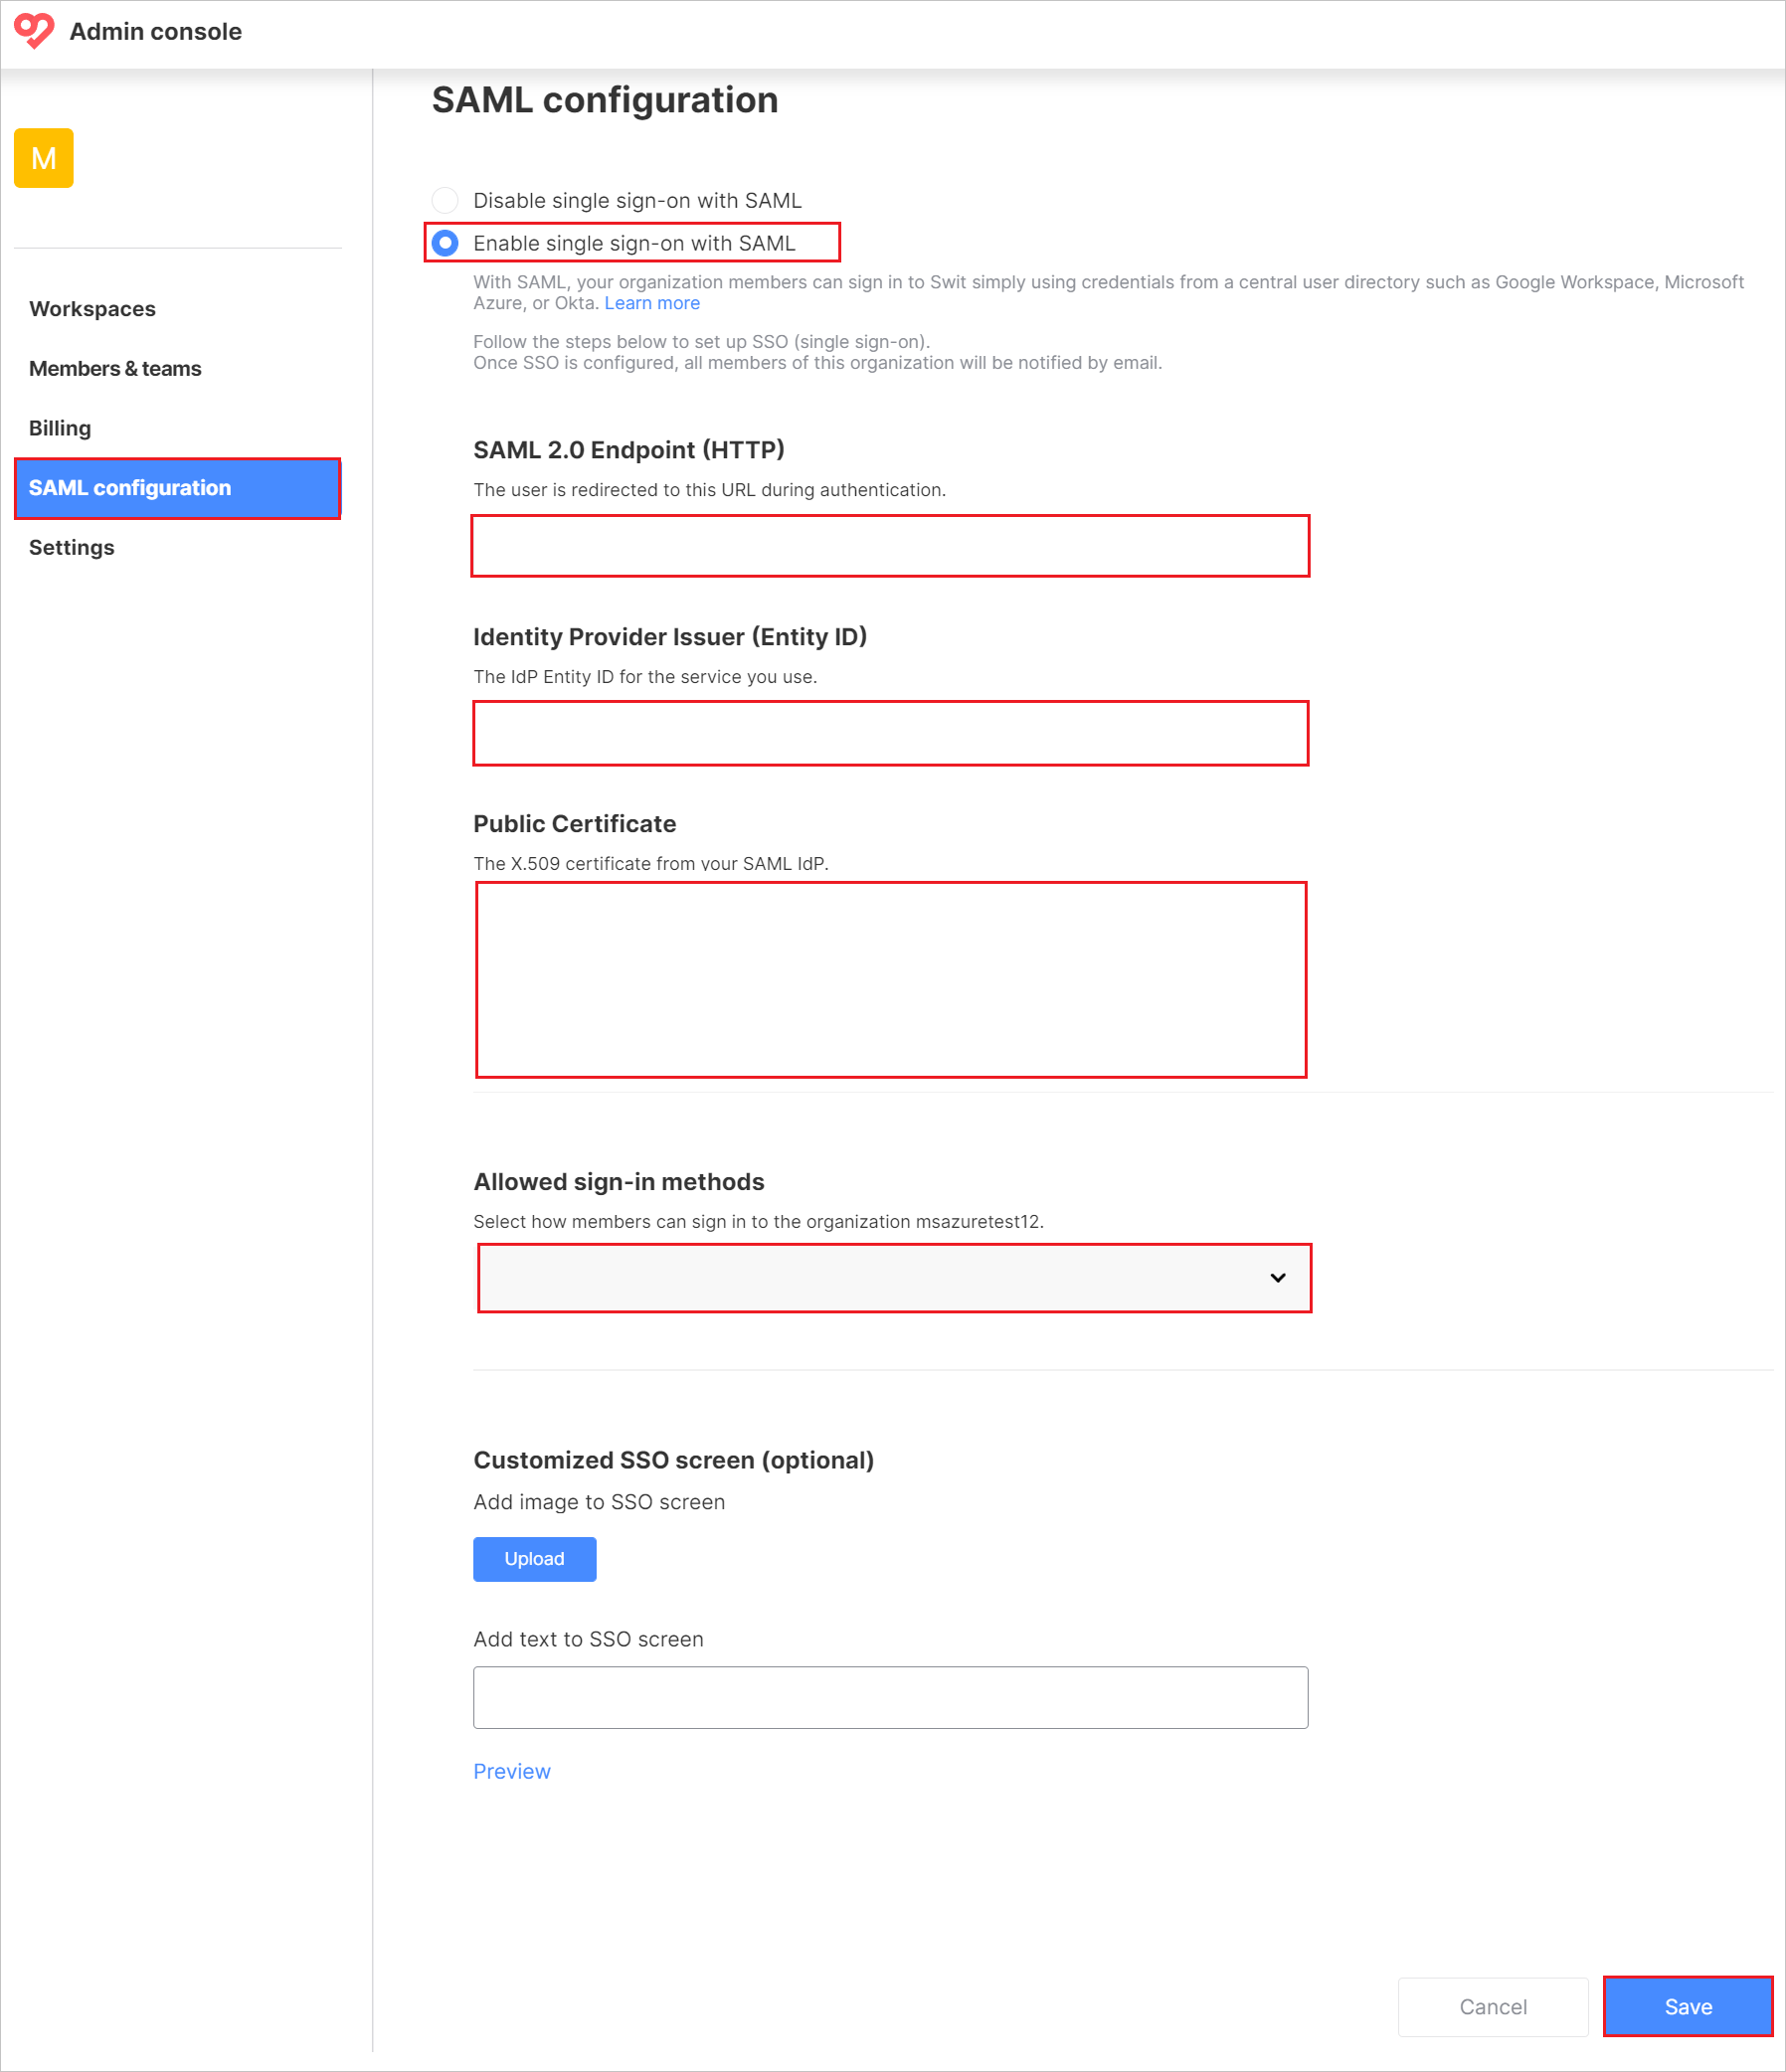 Admin console
M
Workspaces
Members & teams
Billing
SAML configuration
Settings
SAML configuration
Disable single sign-on with SAML
Enable single sign-on with SAML
With SAML, your organization members can sign in to Swit simply using credentials from a central user directory such as Google Workspace, Microsoft
Azure, or Okta. Learn more
Follow the steps below to set up SSO (single sign-on).
Once SSO is configured, all members of this organization will be notified by email.
SAML 2.0 Endpoint (HTTP)
The user is redirected to this URL during authentication.
Identity Provider Issuer (Entity ID)
The IdP Entity ID for the service you use.
Public Certificate
The X.509 certificate from your SAML IdP.
Allowed sign-in methods
Select how members can sign in to the organization msazuretest12.
Customized SSO screen (optional)
Add image to SSO screen
Upload
Add text to SSO screen
Preview
Cancel
Save